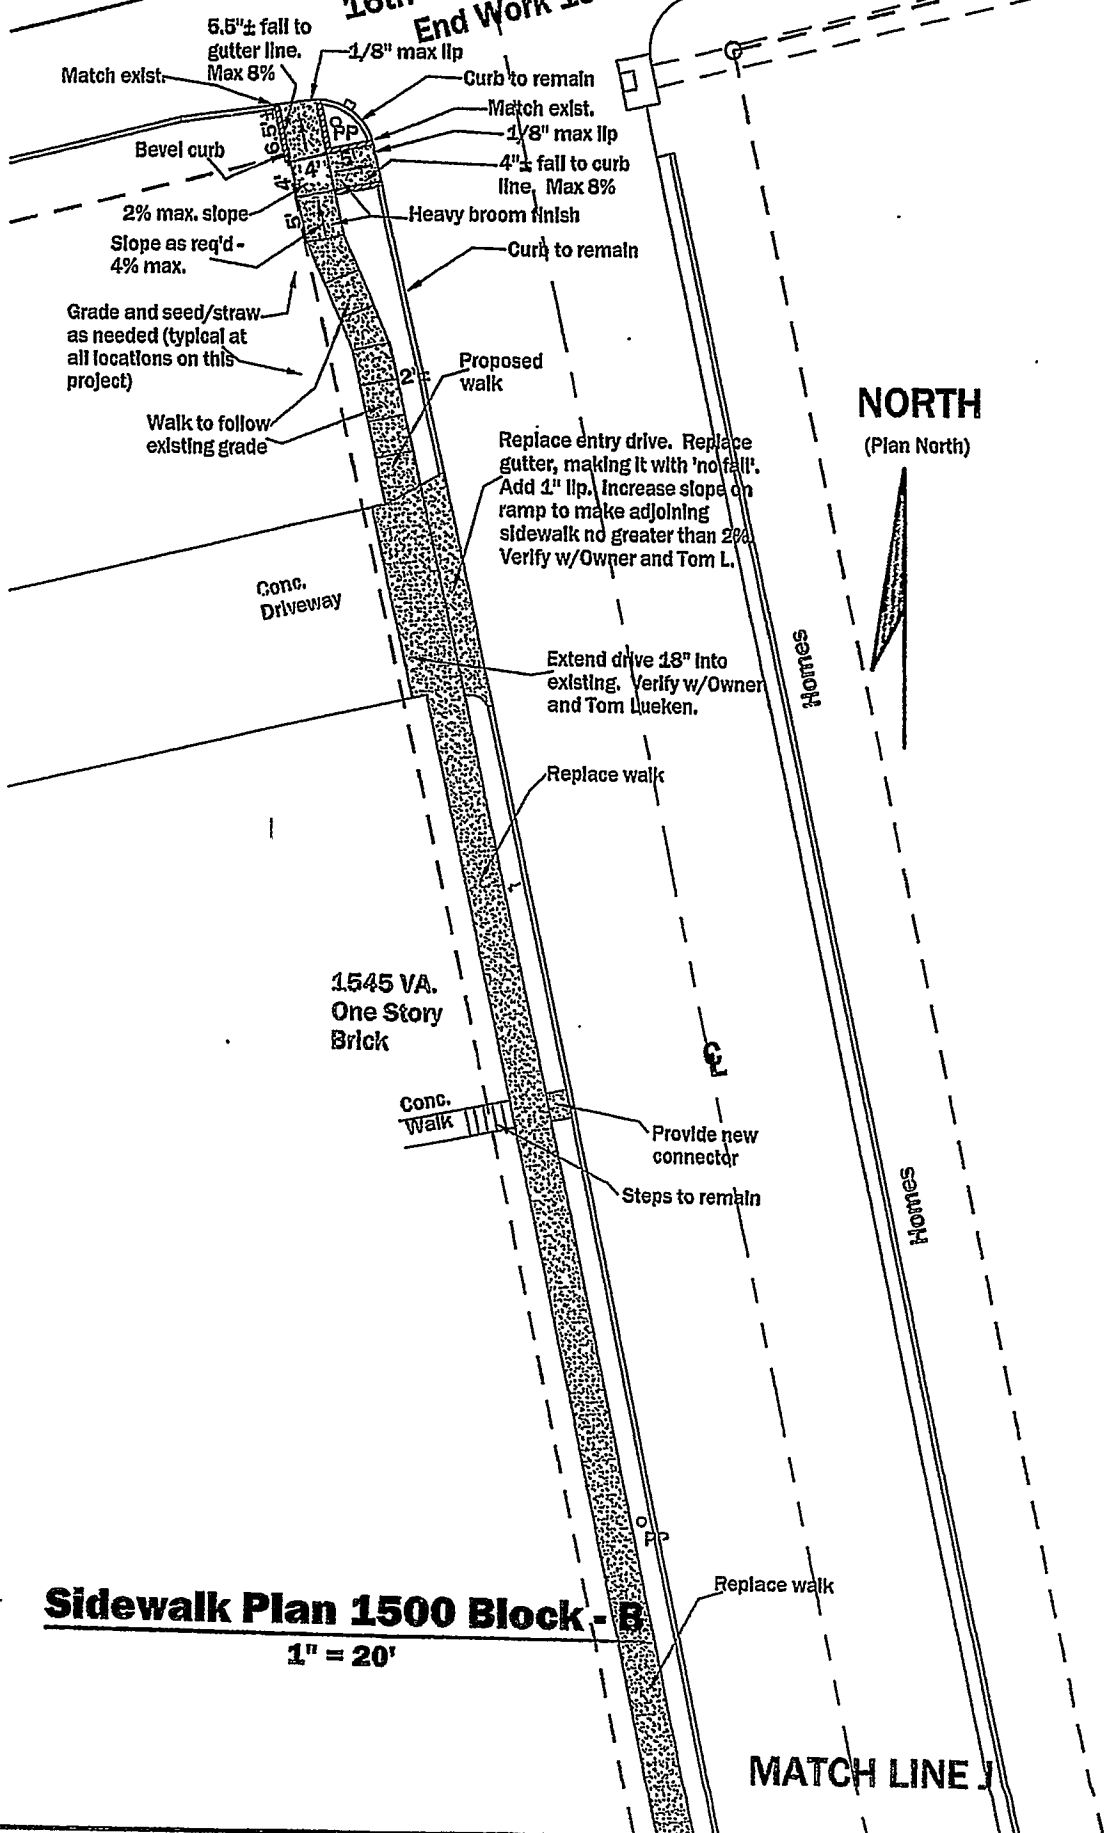 16th
End Work
5.5"± fall to
gutter line.
Max 8%
1/8" max lip
Match exist.
Curb to remain
Match exist.
1/8" max lip
PP
16.5'±
Bevel curb
4'
5'
4'
4"± fall to curb
line. Max 8%
2% max. slope
5'
Heavy broom finish
Slope as req'd -
4% max.
Curb to remain
Grade and seed/straw
as needed (typical at
all locations on this
project)
2'±
Proposed
walk
Walk to follow
existing grade
NORTH
(Plan North)
Replace entry drive. Replace
gutter, making it with 'no fall'.
Add 1" lip. Increase slope on
ramp to make adjoining
sidewalk no greater than 2%.
Verify w/Owner and Tom L.
Conc.
Driveway
Homes
Extend drive 18" into
existing. Verify w/Owner
and Tom Lueken.
Replace walk
1545 VA.
One Story
Brick
CL
Conc.
Walk
Provide new
connector
Steps to remain
Homes
PP
Replace walk
Sidewalk Plan 1500 Block - B
1" = 20'
MATCH LINE J